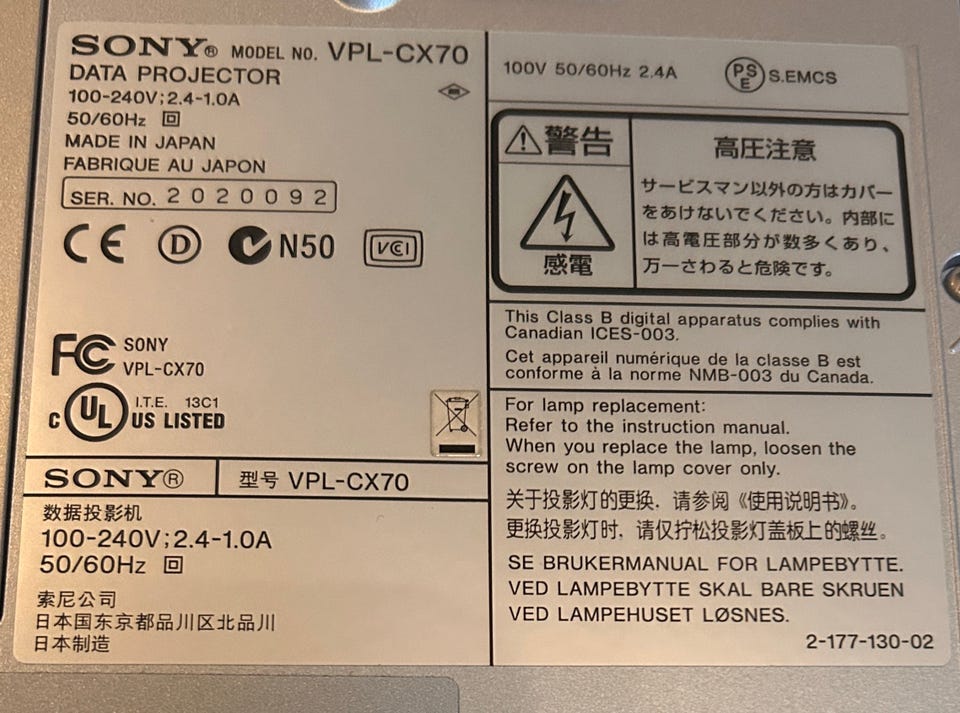 SONY® MODEL NO. VPL-CX70
DATA PROJECTOR
100-240V;2.4-1.0A
50/60Hz
MADE IN JAPAN
FABRIQUE AU JAPON
SER. NO. 2020092
CE D N50 VCI
FC SONY
VPL-CX70
C UL I.T.E. 13C1
US LISTED
SONY® 型号 VPL-CX70
数据投影机
100-240V;2.4-1.0A
50/60Hz
索尼公司
日本国东京都品川区北品川
日本制造
100V 50/60Hz 2.4A PSE S.EMCS
警告
感電
高圧注意
サービスマン以外の方はカバー
をあけないでください。内部に
は高電圧部分が数多くあり、
万一さわると危険です。
This Class B digital apparatus complies with
Canadian ICES-003.
Cet appareil numérique de la classe B est
conforme à la norme NMB-003 du Canada.
For lamp replacement:
Refer to the instruction manual.
When you replace the lamp, loosen the
screw on the lamp cover only.
关于投影灯的更换，请参阅《使用说明书》。
更换投影灯时，请仅拧松投影灯盖板上的螺丝。
SE BRUKERMANUAL FOR LAMPEBYTTE.
VED LAMPEBYTTE SKAL BARE SKRUEN
VED LAMPEHUSET LØSNES.
2-177-130-02